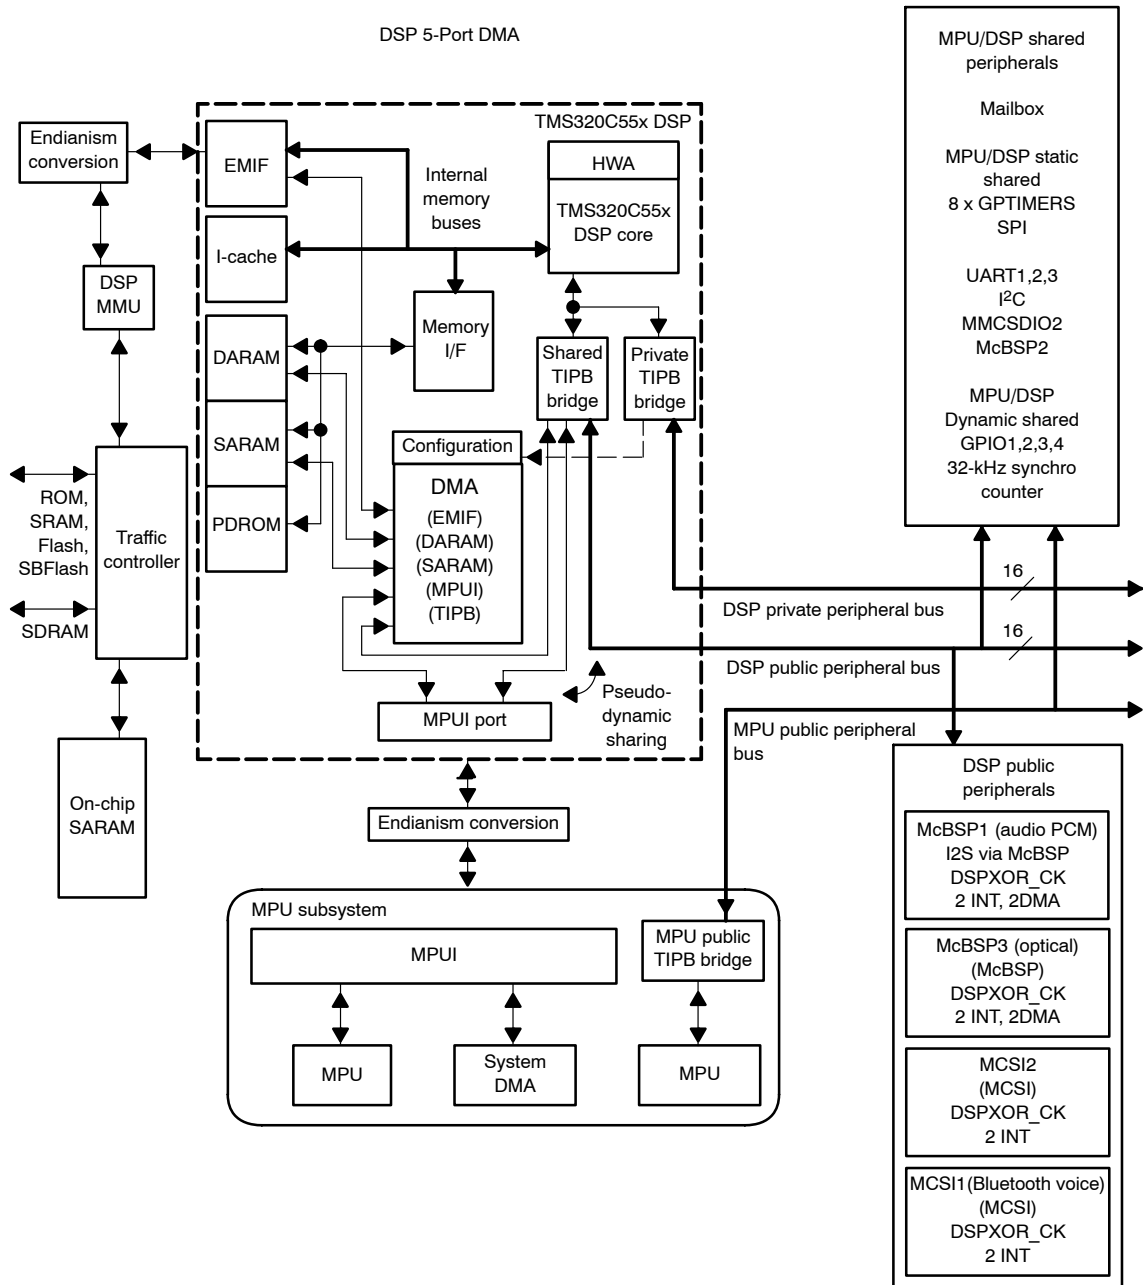 DSP 5-Port DMA
MPU/DSP shared
peripherals
Mailbox
MPU/DSP static
shared
8 x GPTIMERS
SPI
UART1,2,3
I²C
MMCSDIO2
McBSP2
MPU/DSP
Dynamic shared
GPIO1,2,3,4
32-kHz synchro
counter
TMS320C55x DSP
Endianism
conversion
EMIF
HWA
Internal
memory
buses
TMS320C55x
DSP core
I-cache
DSP
MMU
Memory
I/F
DARAM
Shared
TIPB
bridge
Private
TIPB
bridge
SARAM
Configuration
DMA
(EMIF)
(DARAM)
(SARAM)
(MPUI)
(TIPB)
PDROM
ROM,
SRAM,
Flash,
SBFlash
Traffic
controller
SDRAM
16
DSP private peripheral bus
16
DSP public peripheral bus
MPUI port
Pseudo-
dynamic
sharing
MPU public peripheral
bus
On-chip
SARAM
Endianism conversion
MPU subsystem
MPUI
MPU public
TIPB bridge
MPU
System
DMA
MPU
DSP public
peripherals
McBSP1 (audio PCM)
I2S via McBSP
DSPXOR_CK
2 INT, 2DMA
McBSP3 (optical)
(McBSP)
DSPXOR_CK
2 INT, 2DMA
MCSI2
(MCSI)
DSPXOR_CK
2 INT
MCSI1(Bluetooth voice)
(MCSI)
DSPXOR_CK
2 INT